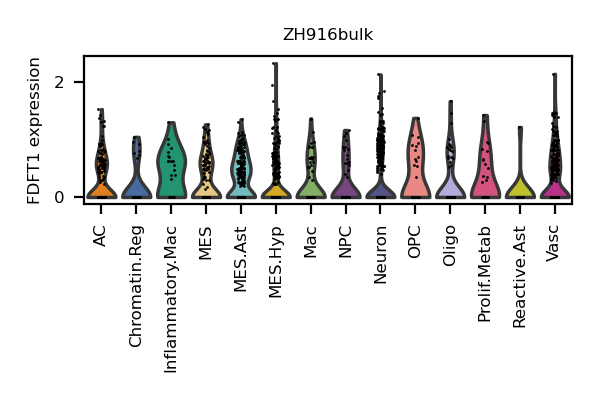 ZH916bulk
FDFT1 expression
2
0
AC
Chromatin.Reg
Inflammatory.Mac
MES
MES.Ast
MES.Hyp
Mac
NPC
Neuron
OPC
Oligo
Prolif.Metab
Reactive.Ast
Vasc